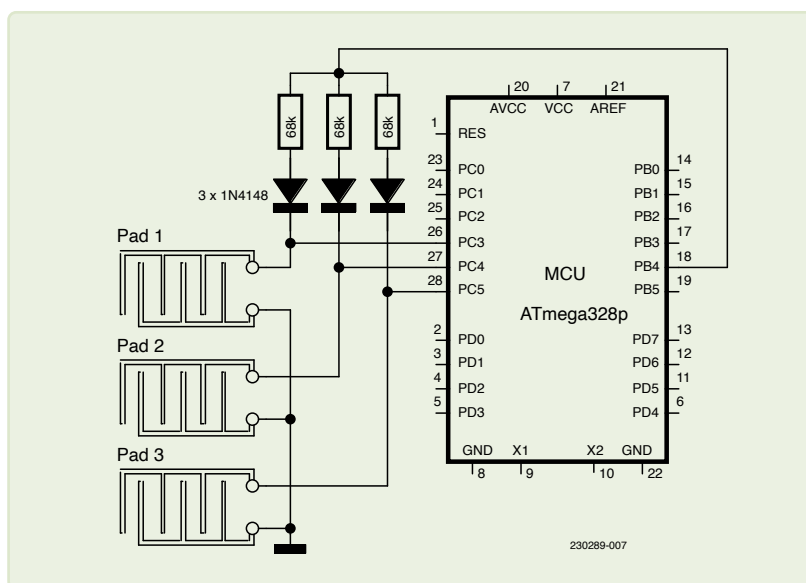 20
7
21
AVCC
VCC
AREF
68k
68k
68k
1
RES
23
PC0
PB0
14
24
PC1
PB1
15
3 x 1N4148
25
PC2
PB2
16
26
PC3
PB3
17
Pad 1
27
PC4
PB4
18
MCU
28
PC5
PB5
19
ATmega328p
2
PD0
PD7
13
Pad 2
3
PD1
PD6
12
4
PD2
PD5
11
5
PD3
PD4
6
Pad 3
GND
X1
X2
GND
8
9
10
22
230289-007